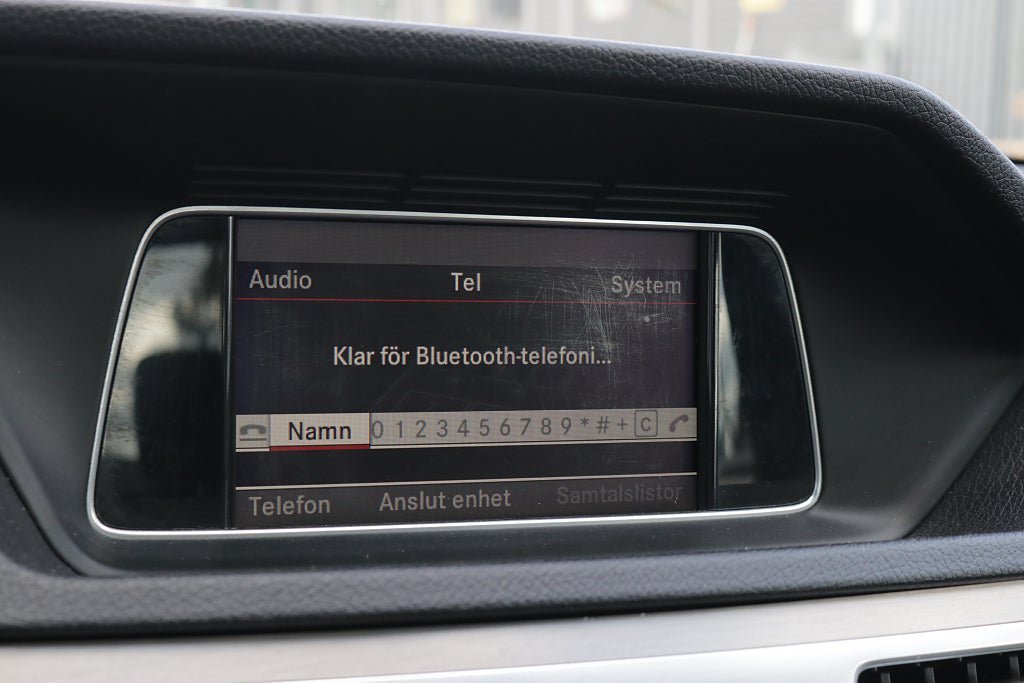 Audio Tel System
Klar för Bluetooth-telefoni...
Namn 0 1 2 3 4 5 6 7 8 9 * # + C
Telefon Anslut enhet Samtalslistor